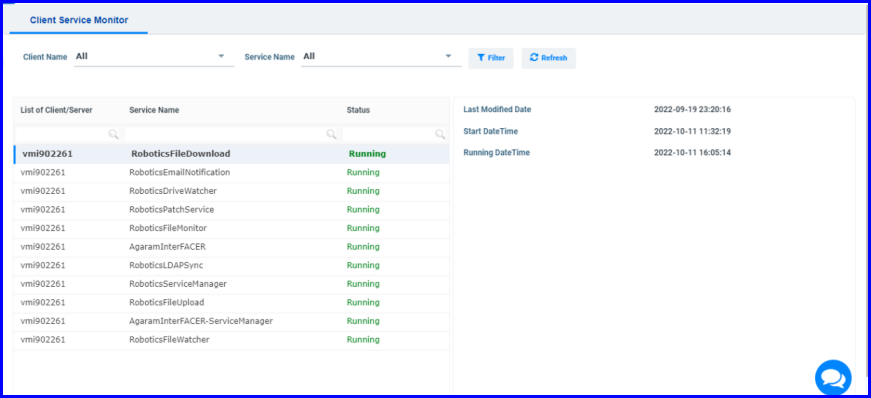 Client Service Monitor
Client Name All Service Name All Filter Refresh
List of Client/Server Service Name Status
vmi902261 RoboticsFileDownload Running
vmi902261 RoboticsEmailNotification Running
vmi902261 RoboticsDriveWatcher Running
vmi902261 RoboticsPatchService Running
vmi902261 RoboticsFileMonitor Running
vmi902261 AgaramInterFACER Running
vmi902261 RoboticsLDAPSync Running
vmi902261 RoboticsServiceManager Running
vmi902261 RoboticsFileUpload Running
vmi902261 AgaramInterFACER-ServiceManager Running
vmi902261 RoboticsFileWatcher Running
Last Modified Date 2022-09-19 23:20:16
Start DateTime 2022-10-11 11:32:19
Running DateTime 2022-10-11 16:05:14